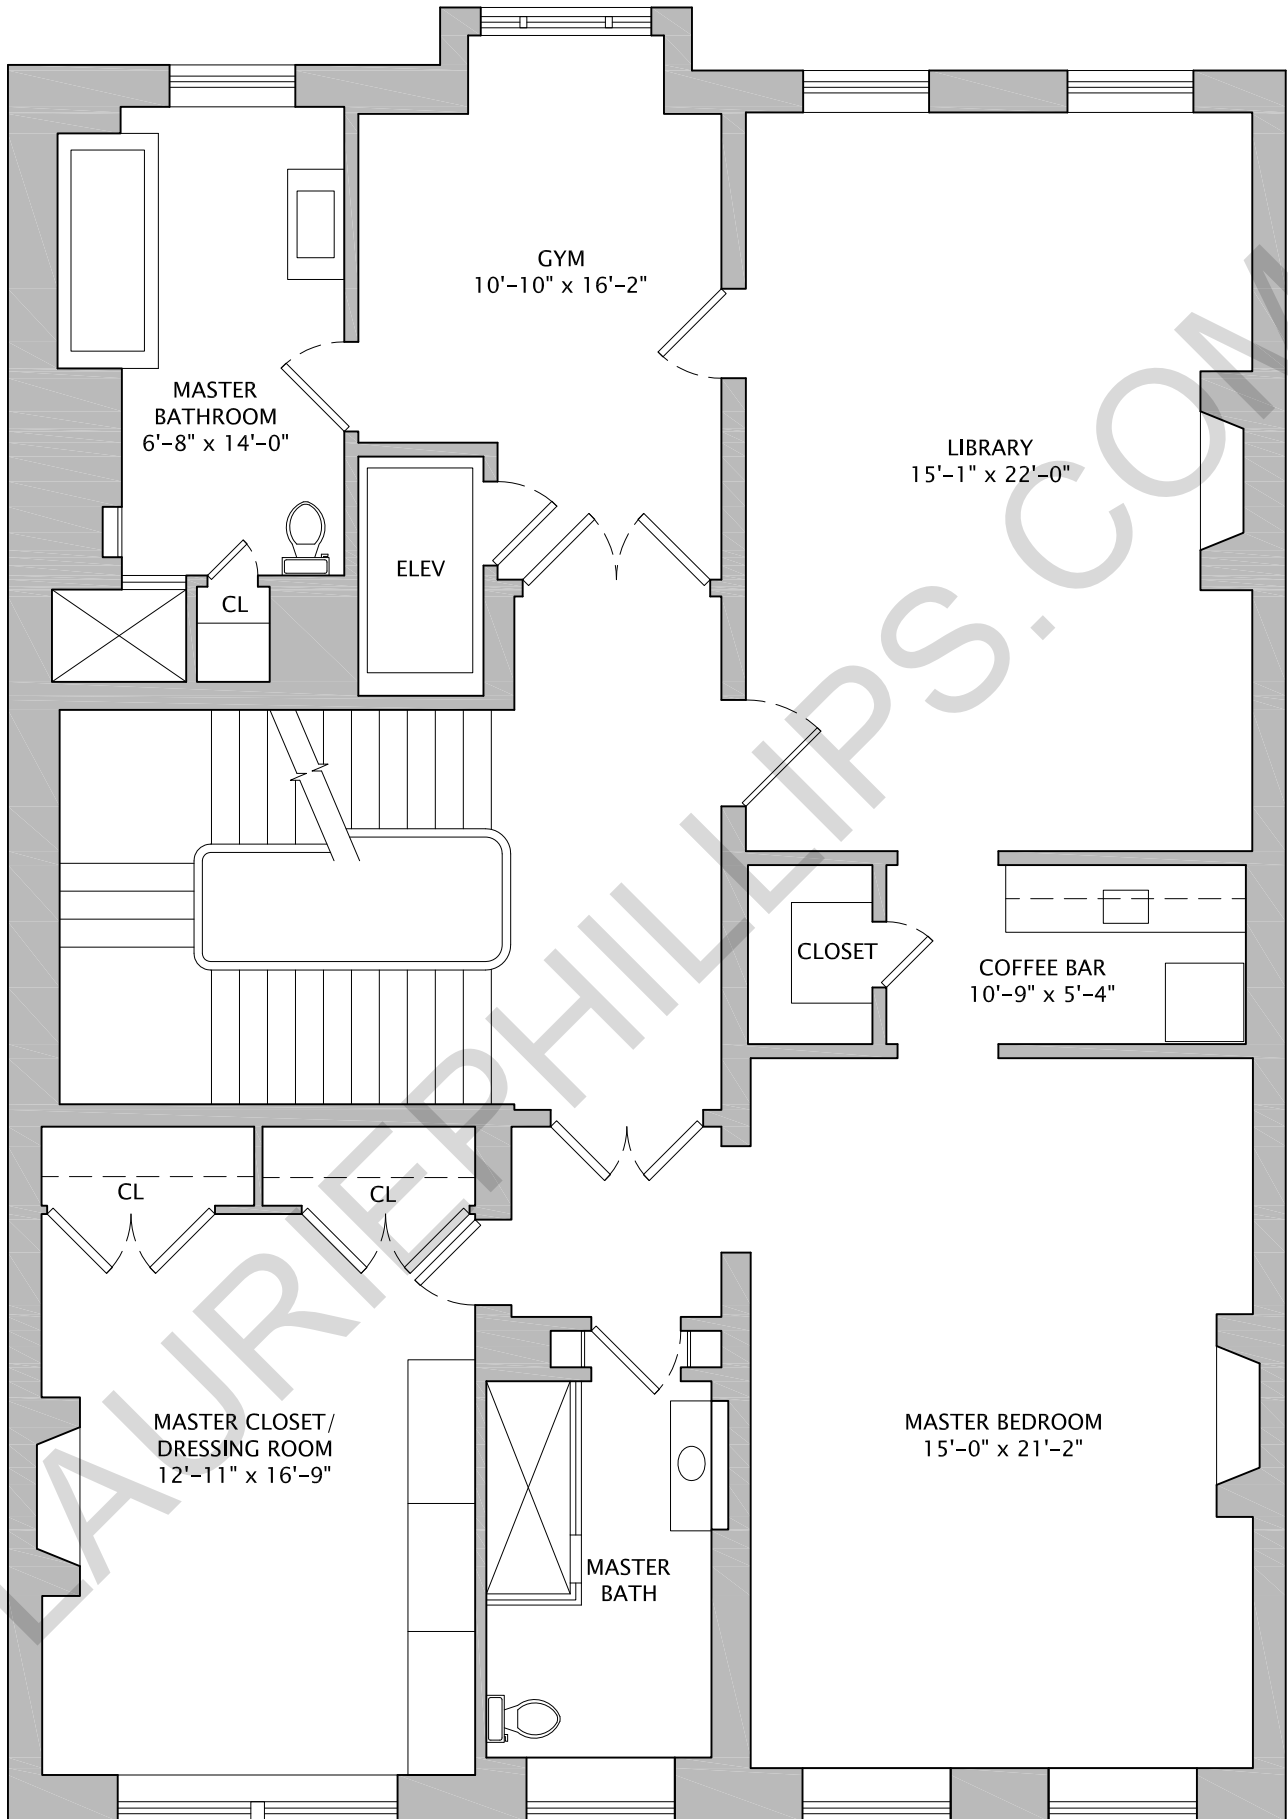 GYM
10'-10" x 16'-2"
MASTER
BATHROOM
6'-8" x 14'-0"
LIBRARY
15'-1" x 22'-0"
ELEV
CL
CLOSET
COFFEE BAR
10'-9" x 5'-4"
CL
CL
MASTER CLOSET/
DRESSING ROOM
12'-11" x 16'-9"
MASTER BEDROOM
15'-0" x 21'-2"
MASTER
BATH
LAURIEPHILLIPS.COM